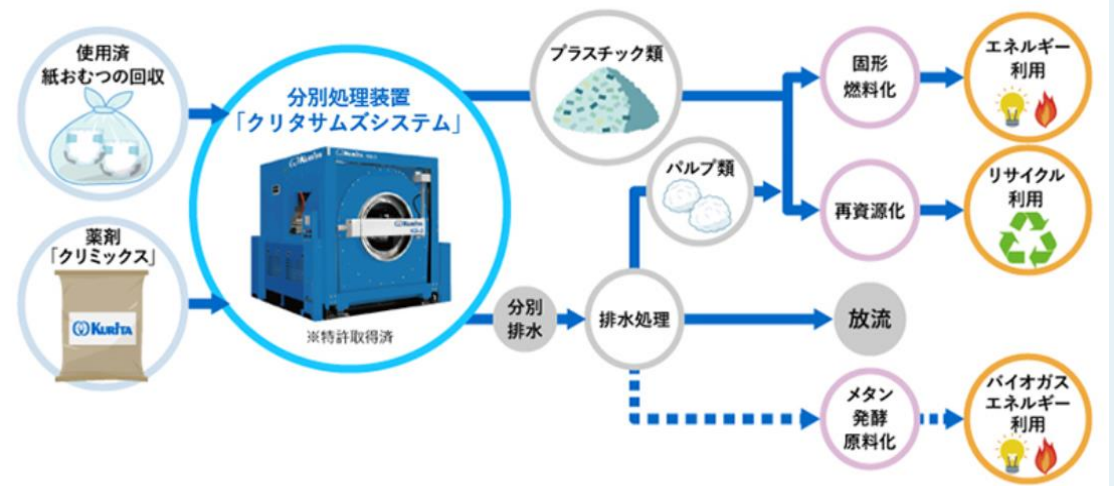 使用済
紙おむつの回収
薬剤
「クリミックス」
KURITA
分別処理装置
「クリタサムズシステム」
KURITA
※特許取得済
プラスチック類
パルプ類
分別
排水
排水処理
固形
燃料化
エネルギー
利用
再資源化
リサイクル
利用
放流
メタン
発酵
原料化
バイオガス
エネルギー
利用